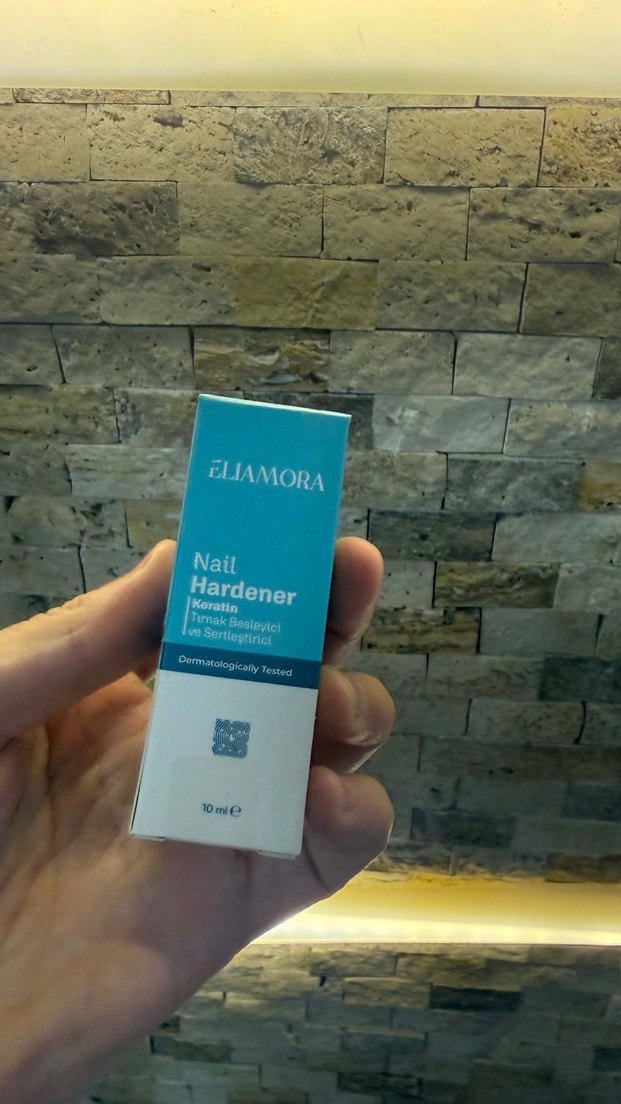 ELIAMORA
Nail
Hardener
Keratin
Tırnak Besleyici
ve Sertleştirici
Dermatologically Tested
10 ml ℮